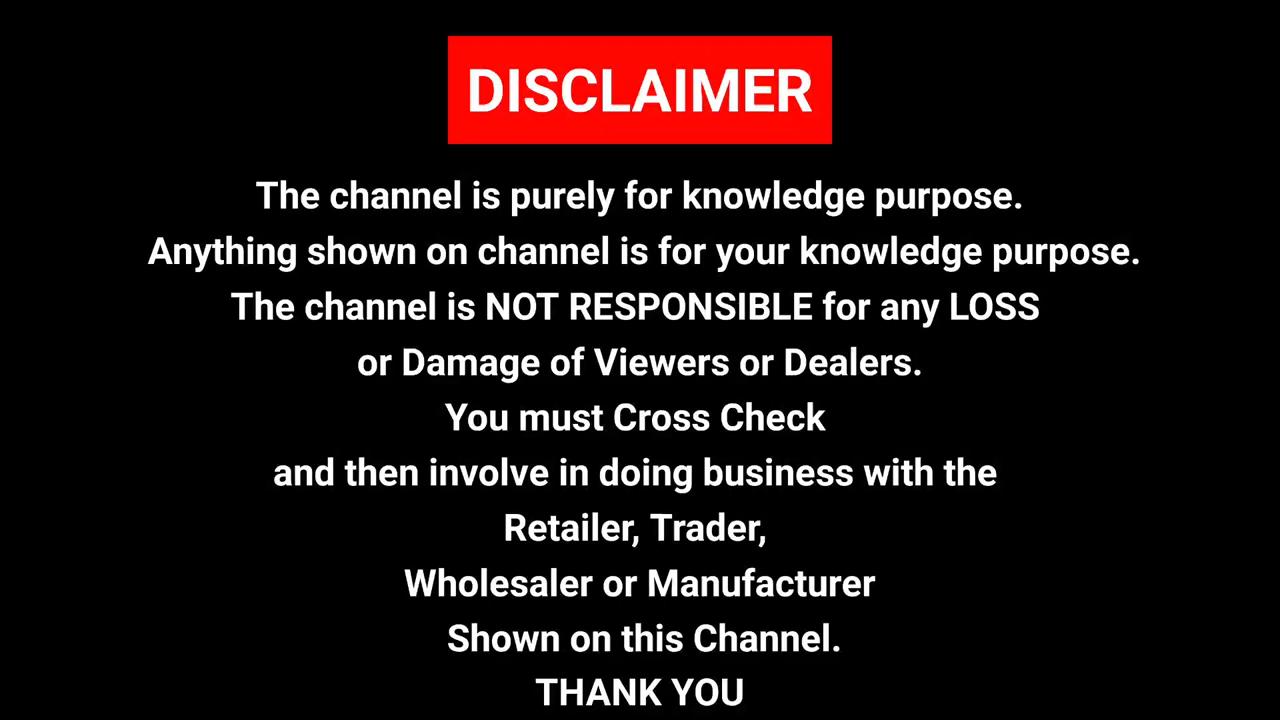 DISCLAIMER
The channel is purely for knowledge purpose.
Anything shown on channel is for your knowledge purpose.
The channel is NOT RESPONSIBLE for any LOSS
or Damage of Viewers or Dealers.
You must Cross Check
and then involve in doing business with the
Retailer, Trader,
Wholesaler or Manufacturer
Shown on this Channel.
THANK YOU